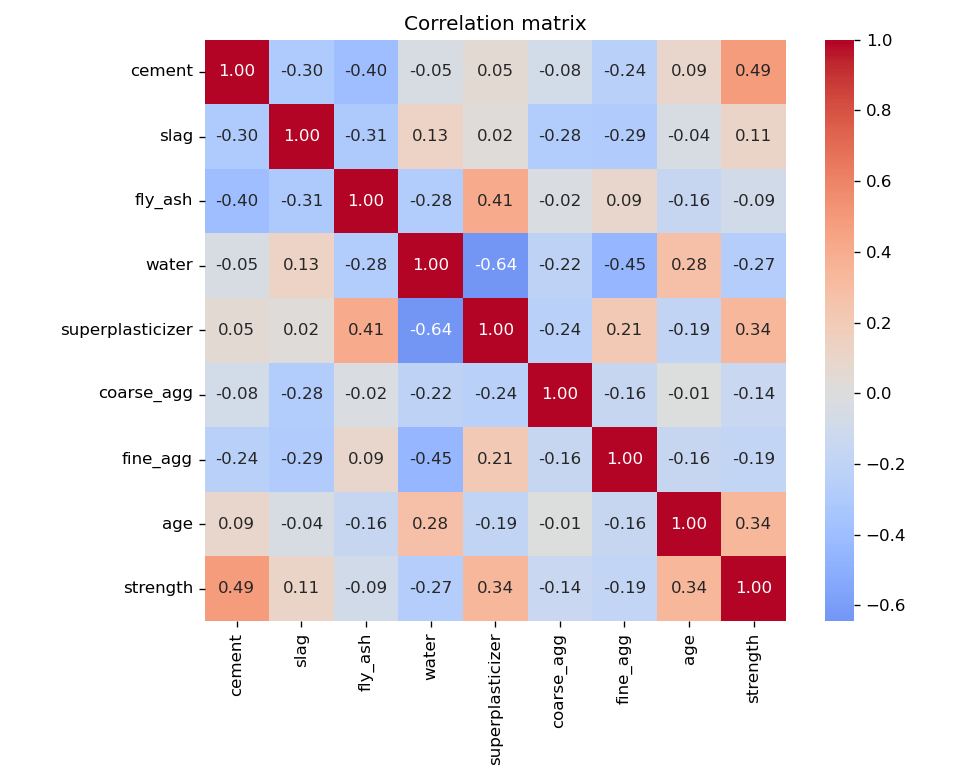 Correlation matrix
cement 1.00 -0.30 -0.40 -0.05 0.05 -0.08 -0.24 0.09 0.49
slag -0.30 1.00 -0.31 0.13 0.02 -0.28 -0.29 -0.04 0.11
fly_ash -0.40 -0.31 1.00 -0.28 0.41 -0.02 0.09 -0.16 -0.09
water -0.05 0.13 -0.28 1.00 -0.64 -0.22 -0.45 0.28 -0.27
superplasticizer 0.05 0.02 0.41 -0.64 1.00 -0.24 0.21 -0.19 0.34
coarse_agg -0.08 -0.28 -0.02 -0.22 -0.24 1.00 -0.16 -0.01 -0.14
fine_agg -0.24 -0.29 0.09 -0.45 0.21 -0.16 1.00 -0.16 -0.19
age 0.09 -0.04 -0.16 0.28 -0.19 -0.01 -0.16 1.00 0.34
strength 0.49 0.11 -0.09 -0.27 0.34 -0.14 -0.19 0.34 1.00
cement slag fly_ash water superplasticizer coarse_agg fine_agg age strength
1.0
0.8
0.6
0.4
0.2
0.0
−0.2
−0.4
−0.6